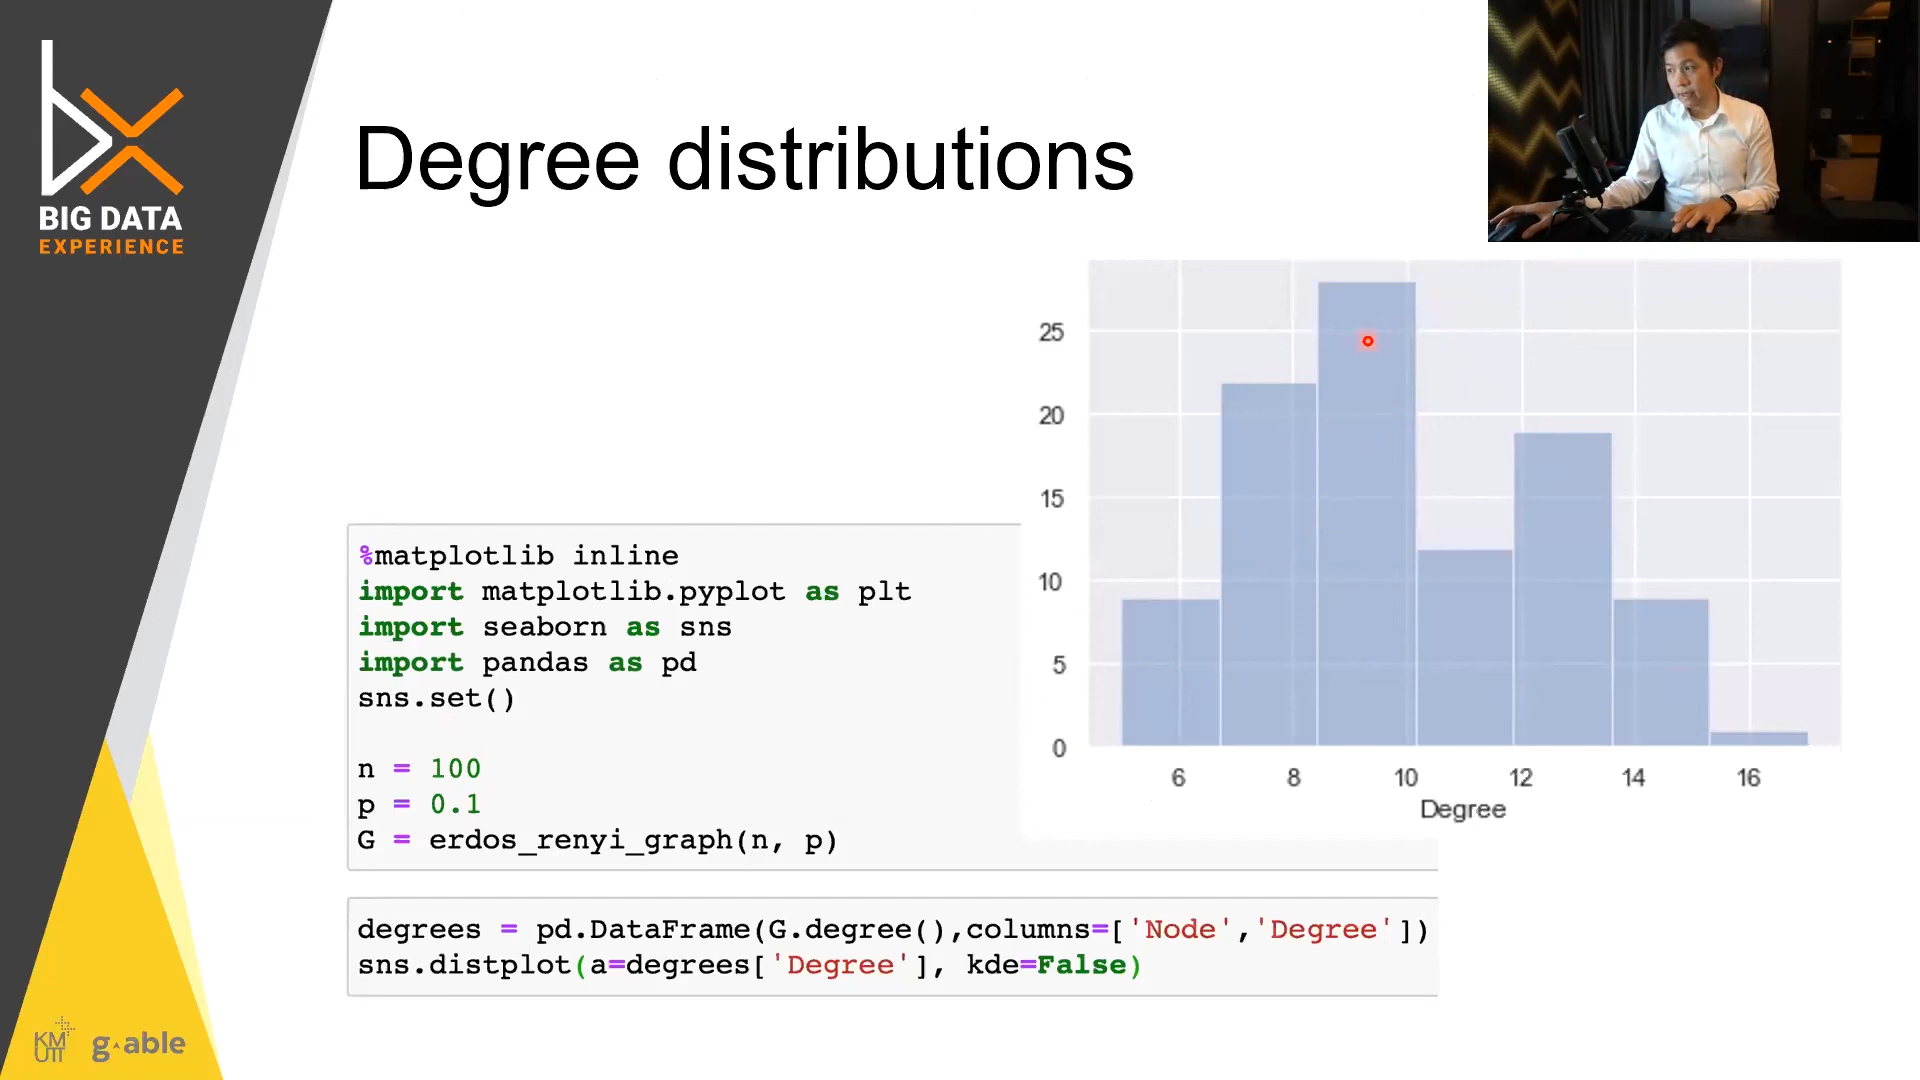 BIG DATA
EXPERIENCE
Degree distributions
%matplotlib inline
import matplotlib.pyplot as plt
import seaborn as sns
import pandas as pd
sns.set()
n = 100
p = 0.1
G = erdos_renyi_graph(n, p)
degrees = pd.DataFrame(G.degree(),columns=['Node','Degree'])
sns.distplot(a=degrees['Degree'], kde=False)
25
20
15
10
5
0
6 8 10 12 14 16
Degree
KM
UTT
g-able